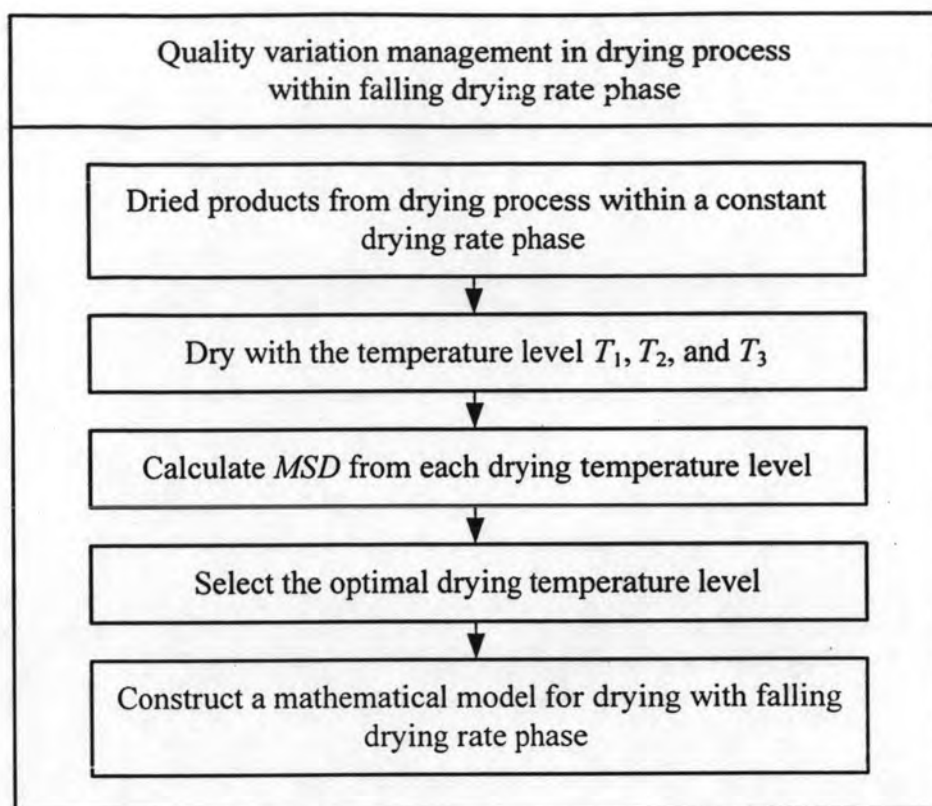 Quality variation management in drying process
within falling drying rate phase
Dried products from drying process within a constant
drying rate phase
Dry with the temperature level T₁, T₂, and T₃
Calculate MSD from each drying temperature level
Select the optimal drying temperature level
Construct a mathematical model for drying with falling
drying rate phase